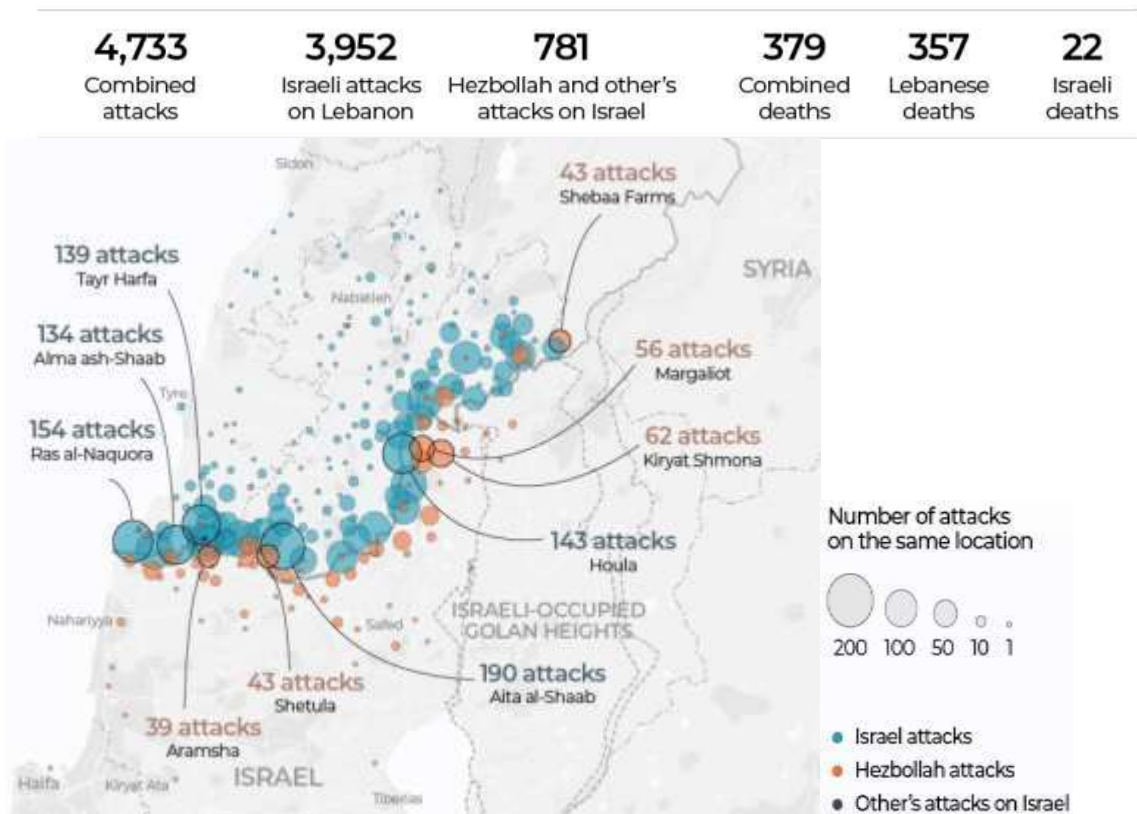 4,733
Combined
attacks
3,952
Israeli attacks
on Lebanon
781
Hezbollah and other's
attacks on Israel
379
Combined
deaths
357
Lebanese
deaths
22
Israeli
deaths
Sidon
43 attacks
Shebaa Farms
139 attacks
Tayr Harfa
SYRIA
Nabatieh
134 attacks
Alma ash-Shaab
56 attacks
Margaliot
Tyre
154 attacks
Ras al-Naquora
62 attacks
Kiryat Shmona
143 attacks
Houla
Number of attacks
on the same location
200 100 50 10 1
Nahariyya
Safed
ISRAELI-OCCUPIED
GOLAN HEIGHTS
43 attacks
Shetula
190 attacks
Aita al-Shaab
39 attacks
Aramsha
Israel attacks
Hezbollah attacks
Other's attacks on Israel
Haifa
Kiryat Ata
ISRAEL
Tiberias